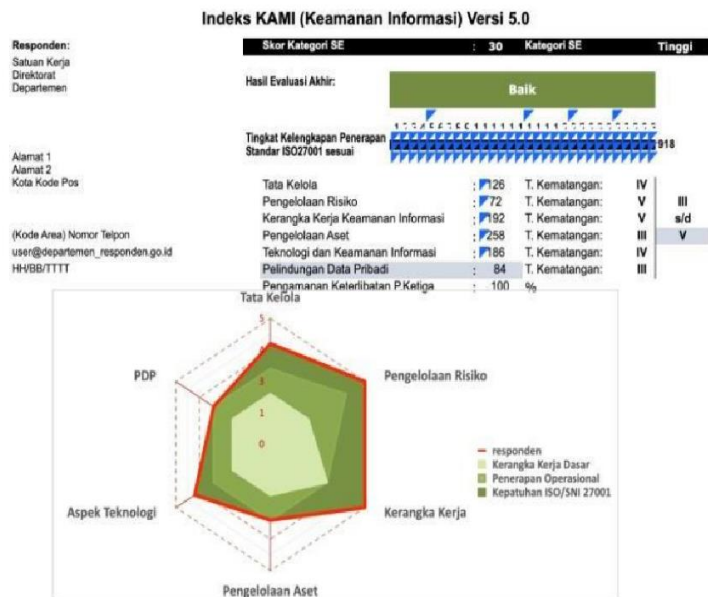 Indeks KAMI (Keamanan Informasi) Versi 5.0
Responden:
Satuan Kerja
Direktorat
Departemen
Alamat 1
Alamat 2
Kota Kode Pos
(Kode Area) Nomor Telpon
user@departemen_responden.go.id
HH/BB/TTTT
Skor Kategori SE : 30 Kategori SE Tinggi
Hasil Evaluasi Akhir:
Baik
Tingkat Kelengkapan Penerapan
Standar ISO27001 sesuai
918
Tata Kelola : 126 T. Kematangan: IV
Pengelolaan Risiko : 72 T. Kematangan: V III
Kerangka Kerja Keamanan Informasi : 192 T. Kematangan: V s/d
Pengelolaan Aset : 258 T. Kematangan: III V
Teknologi dan Keamanan Informasi : 186 T. Kematangan: IV
Pelindungan Data Pribadi : 84 T. Kematangan: III
Pengamanan Keterlibatan P.Ketiga : 100 %
Tata Kelola
Pengelolaan Risiko
Kerangka Kerja
Pengelolaan Aset
Aspek Teknologi
PDP
5
4
3
1
0
responden
Kerangka Kerja Dasar
Penerapan Operasional
Kepatuhan ISO/SNI 27001